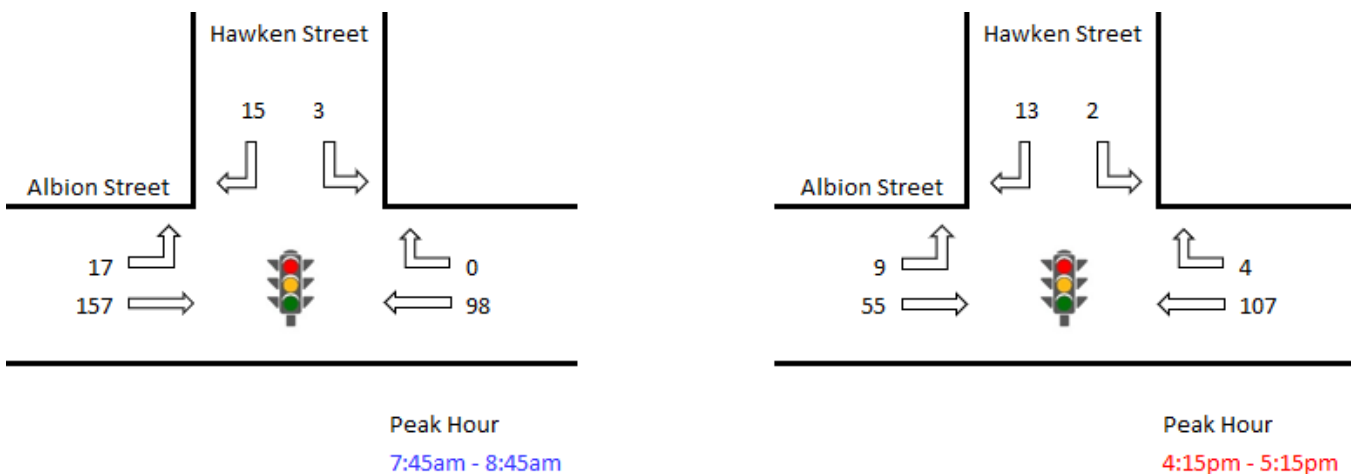 Hawken Street
15 3
Albion Street
17 0
157 98
Peak Hour
7:45am - 8:45am
Hawken Street
13 2
Albion Street
9 4
55 107
Peak Hour
4:15pm - 5:15pm